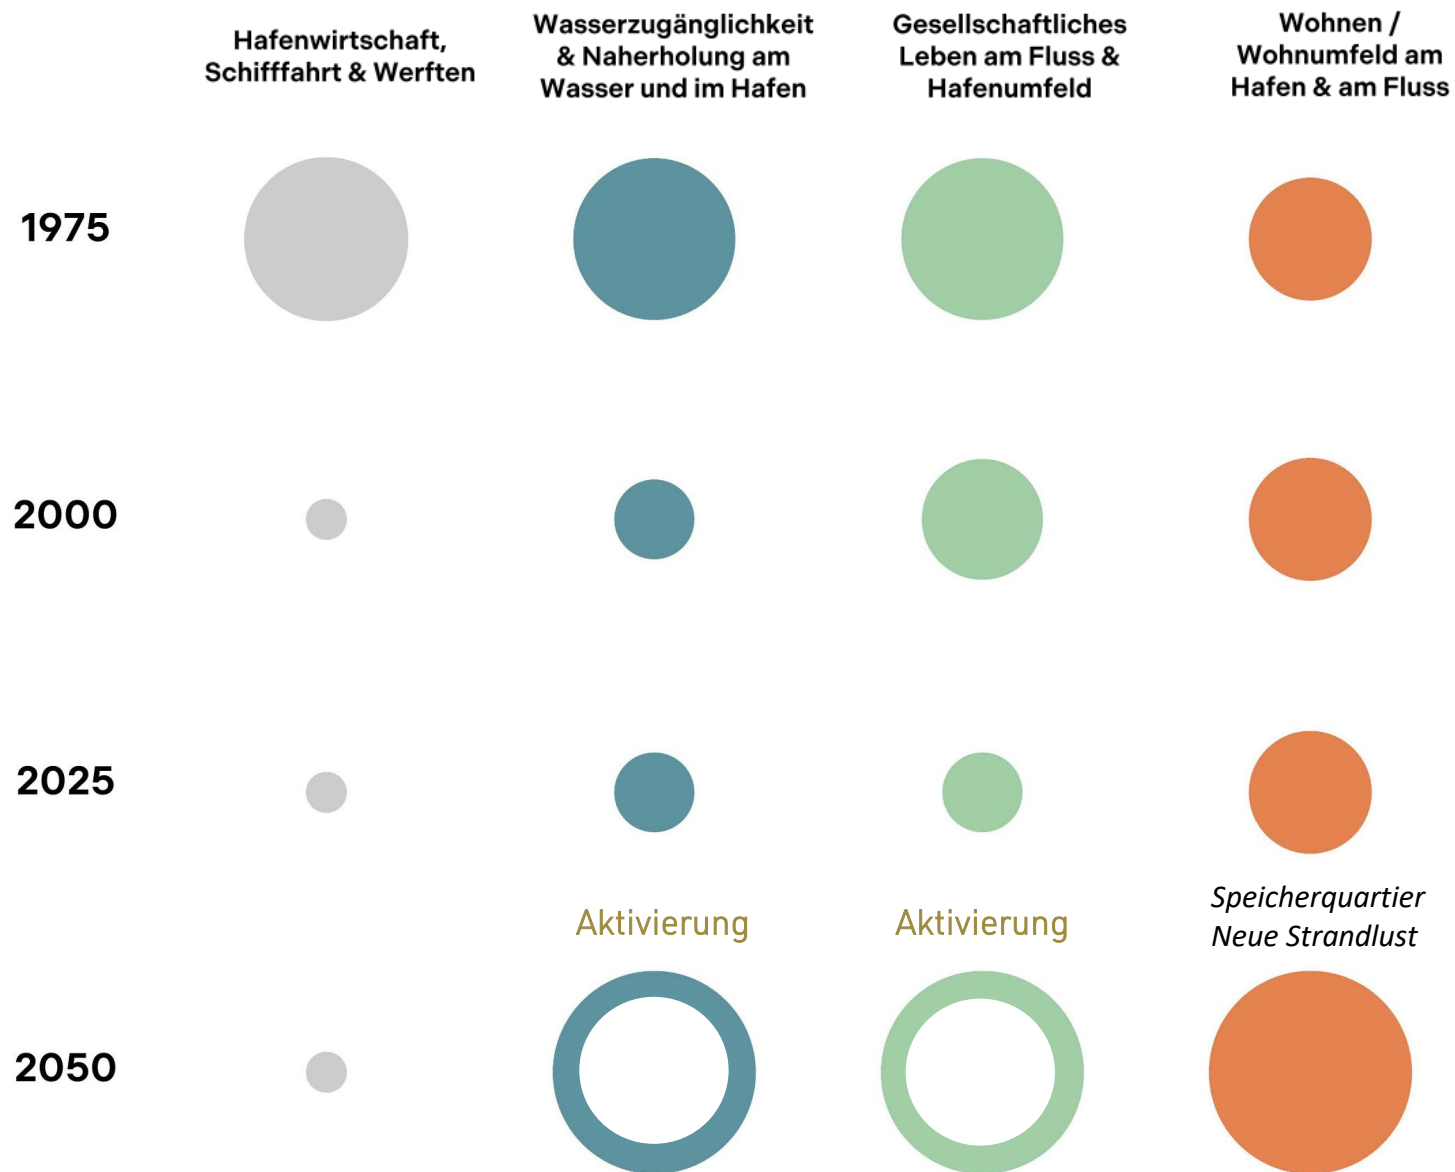 Hafenwirtschaft,
Schifffahrt & Werften
Wasserzugänglichkeit
& Naherholung am
Wasser und im Hafen
Gesellschaftliches
Leben am Fluss &
Hafenumfeld
Wohnen /
Wohnumfeld am
Hafen & am Fluss
1975
2000
2025
Aktivierung
Aktivierung
Speicherquartier
Neue Strandlust
2050